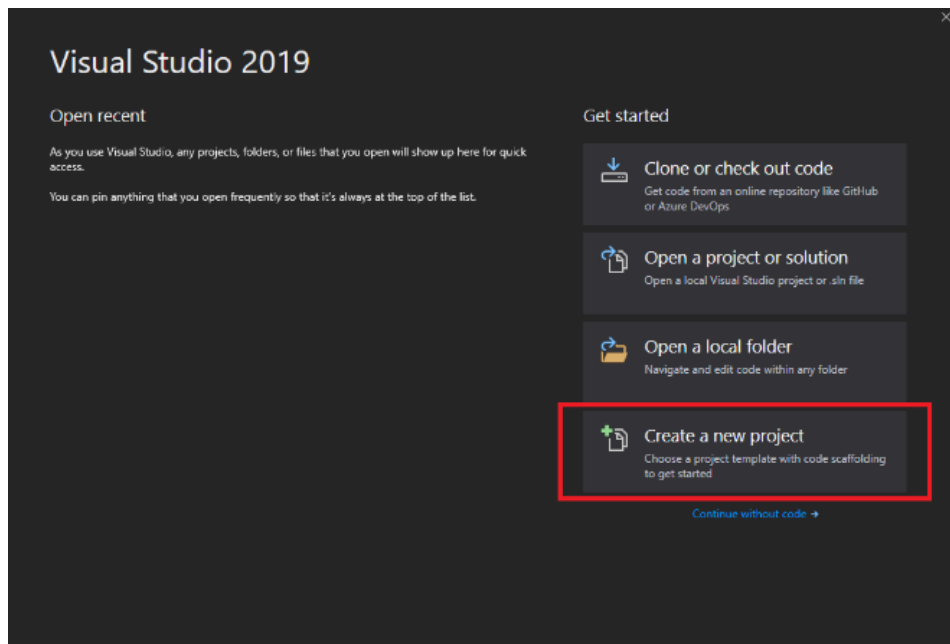 Visual Studio 2019
Open recent
As you use Visual Studio, any projects, folders, or files that you open will show up here for quick
access.
You can pin anything that you open frequently so that it's always at the top of the list.
Get started
Clone or check out code
Get code from an online repository like GitHub
or Azure DevOps
Open a project or solution
Open a local Visual Studio project or .sln file
Open a local folder
Navigate and edit code within any folder
Create a new project
Choose a project template with code scaffolding
to get started
Continue without code →